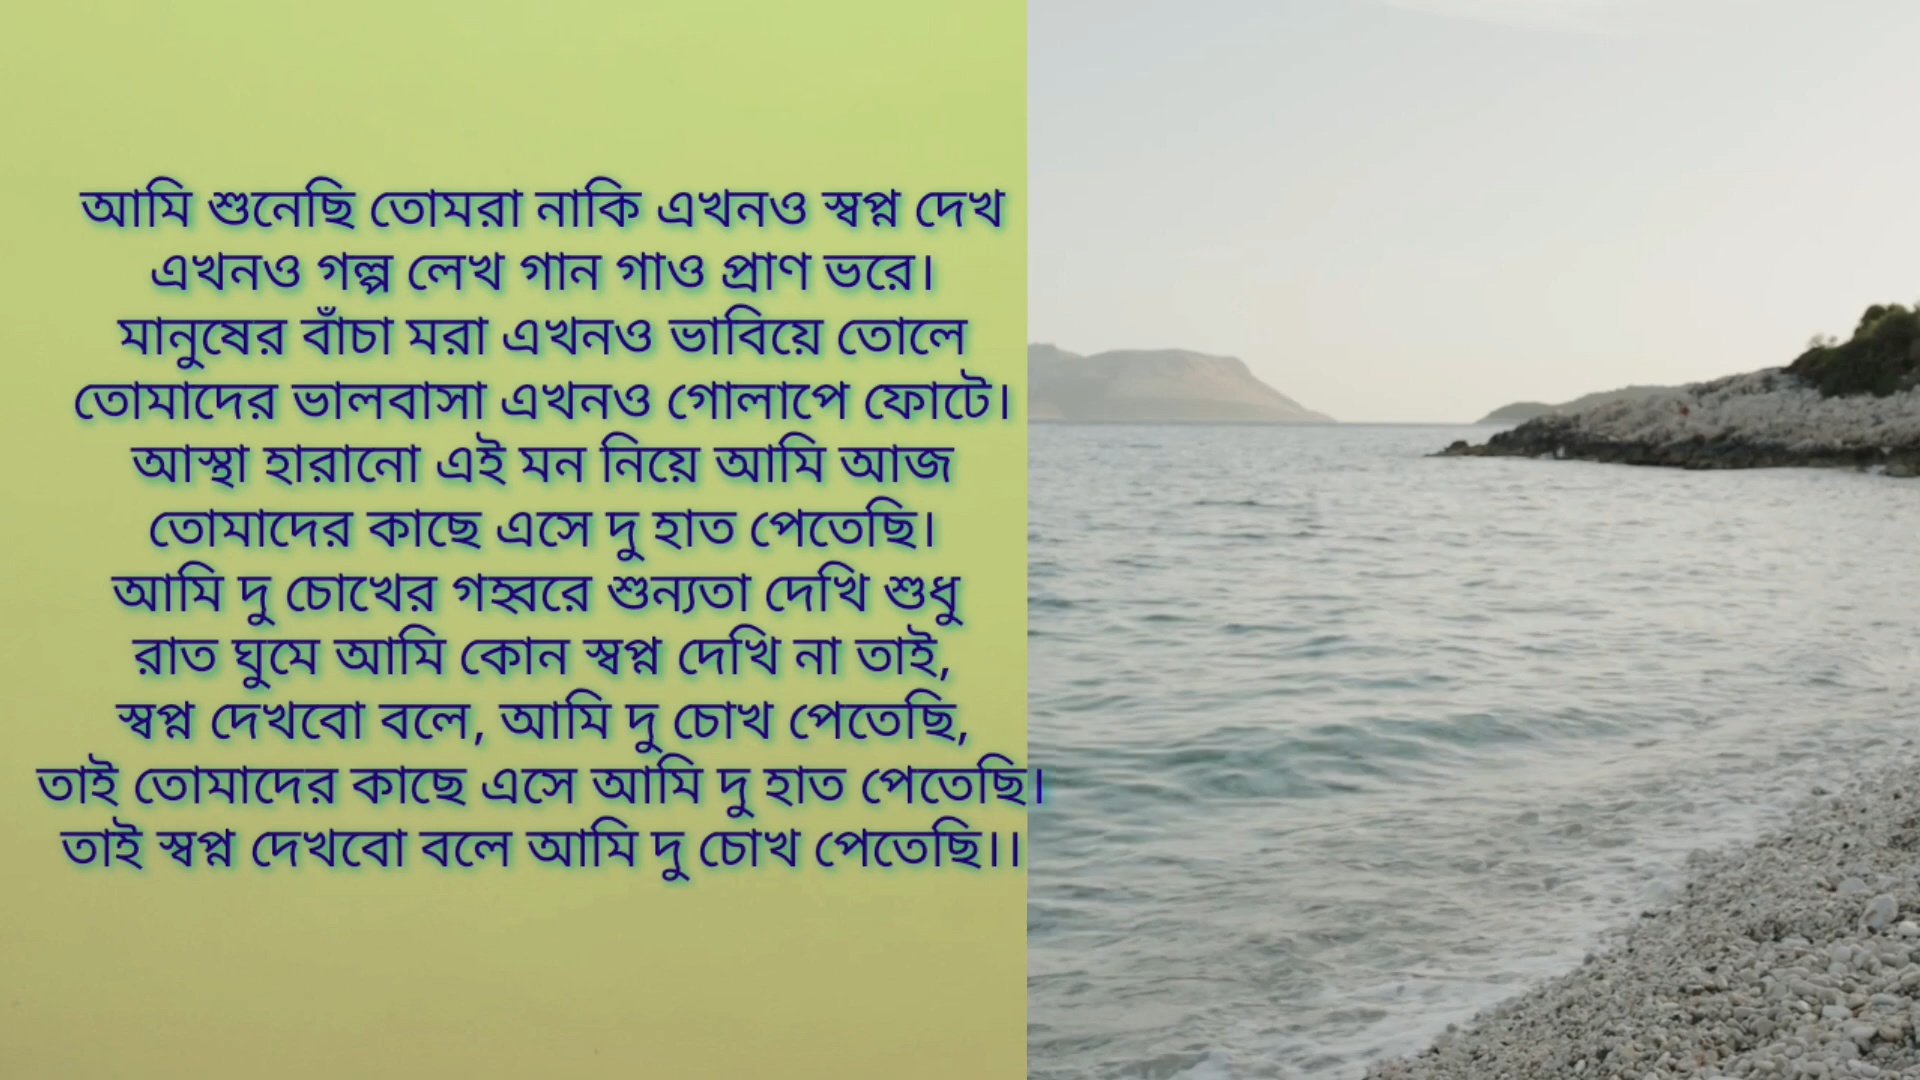 আমি শুনেছি তোমরা নাকি এখনও স্বপ্ন দেখ
এখনও গল্প লেখ গান গাও প্রাণ ভরে।
মানুষের বাঁচা মরা এখনও ভাবিয়ে তোলে
তোমাদের ভালবাসা এখনও গোলাপে ফোটে।
আস্থা হারানো এই মন নিয়ে আমি আজ
তোমাদের কাছে এসে দু হাত পেতেছি।
আমি দু চোখের গহ্বরে শুন্যতা দেখি শুধু
রাত ঘুমে আমি কোন স্বপ্ন দেখি না তাই,
স্বপ্ন দেখবো বলে, আমি দু চোখ পেতেছি,
তাই তোমাদের কাছে এসে আমি দু হাত পেতেছি।
তাই স্বপ্ন দেখবো বলে আমি দু চোখ পেতেছি।।